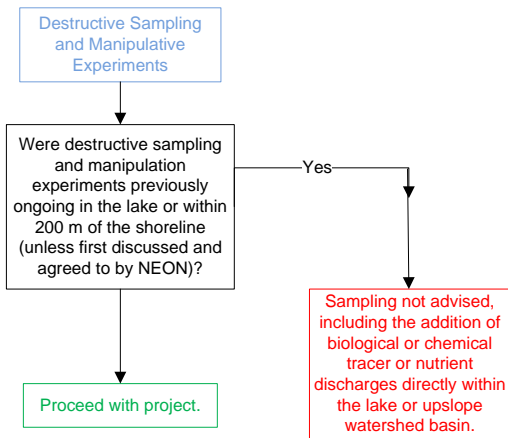 Destructive Sampling
and Manipulative
Experiments
Were destructive sampling
and manipulation
experiments previously
ongoing in the lake or within
200 m of the shoreline
(unless first discussed and
agreed to by NEON)?
Yes
Sampling not advised,
including the addition of
biological or chemical
tracer or nutrient
discharges directly within
the lake or upslope
watershed basin.
Proceed with project.